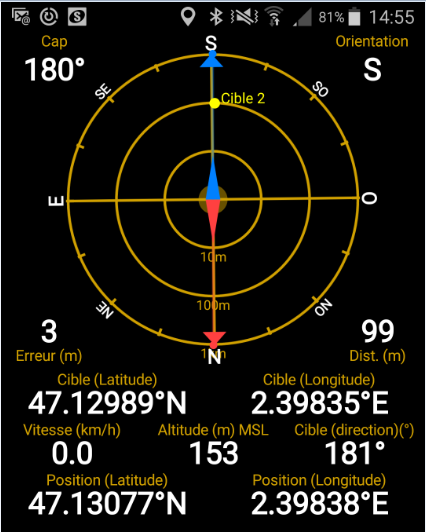 81% 14:55
Cap Orientation
180° S
S
SE SO
Cible 2
E O
10m
NE NO
100m
3 99
Erreur (m) Dist. (m)
N
Cible (Latitude) Cible (Longitude)
47.12989°N 2.39835°E
Vitesse (km/h) Altitude (m) MSL Cible (direction)(°)
0.0 153 181°
Position (Latitude) Position (Longitude)
47.13077°N 2.39838°E